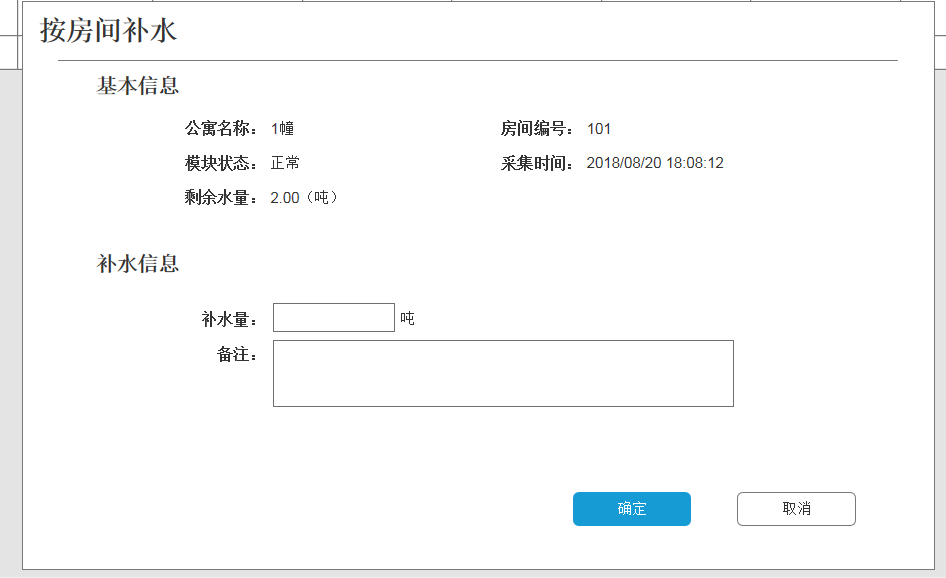 按房间补水
基本信息
公寓名称： 1幢 房间编号： 101
模块状态： 正常 采集时间： 2018/08/20 18:08:12
剩余水量： 2.00（吨）
补水信息
补水量： 吨
备注：
确定 取消